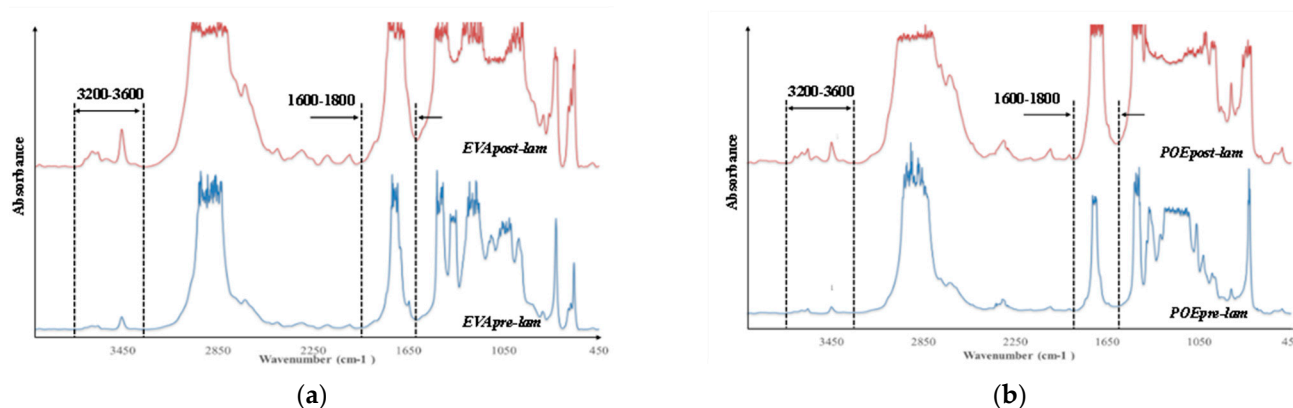 3200-3600
1600-1800
EVApost-lam
EVApre-lam
Absorbance
3450 2850 2250 1650 1050 450
Wavenumber (cm-1 )
(a)
3200-3600
1600-1800
POEpost-lam
POEpre-lam
Absorbance
3450 2850 2250 1650 1050 45
Wavenumber (cm-1 )
(b)